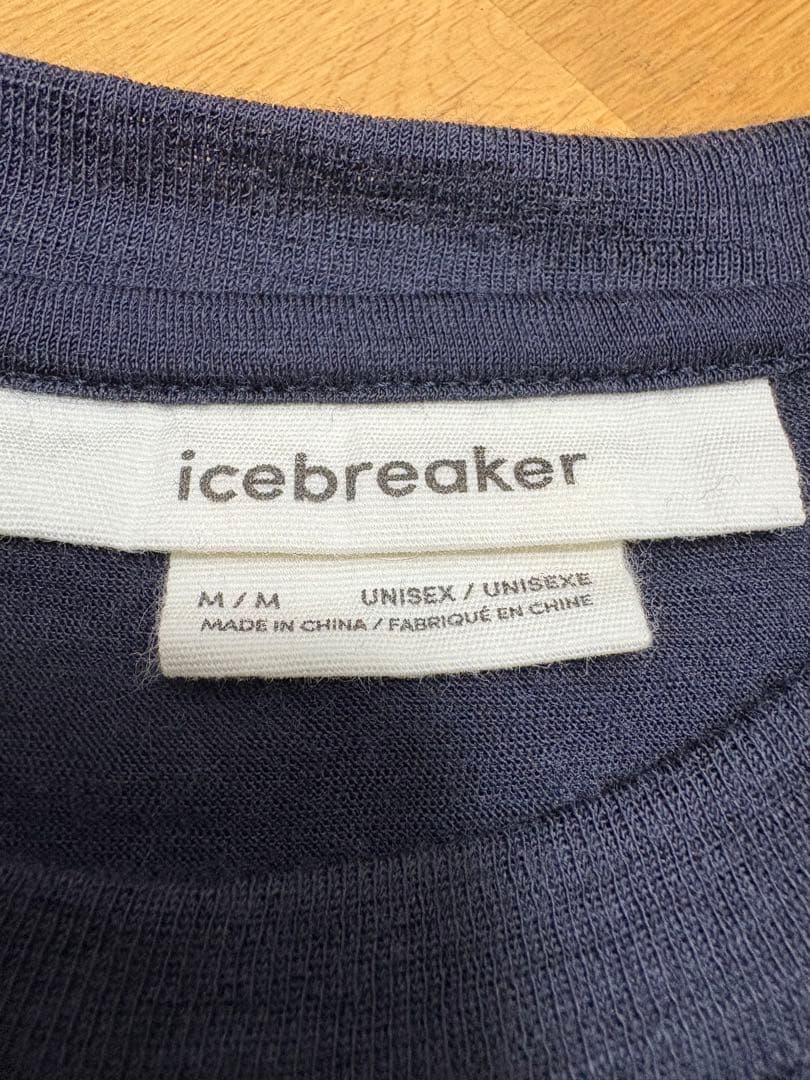 icebreaker
M / M UNISEX / UNISEXE
MADE IN CHINA / FABRIQUÉ EN CHINE